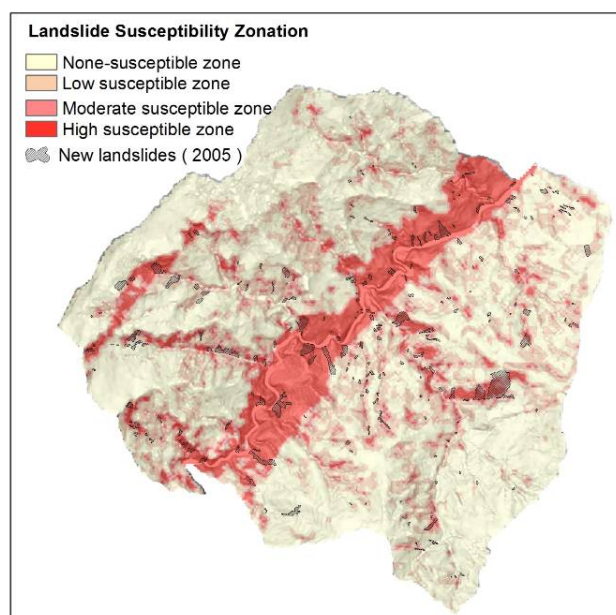 Landslide Susceptibility Zonation
None-susceptible zone
Low susceptible zone
Moderate susceptible zone
High susceptible zone
New landslides ( 2005 )